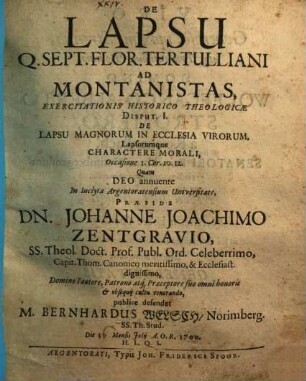 DE
LAPSU
Q. SEPT. FLOR. TERTULLIANI
AD
MONTANISTAS,
EXERCITATIONIS HISTORICO THEOLOGICÆ
DISPUT. I.
DE
LAPSU MAGNORUM IN ECCLESIA VIRORUM,
Lapsorumque
CHARACTERE MORALI,
Occasione 1. Cor. 10. 12.
Quam
DEO annuente
In Inclyta Argentoratensium Universitate,
PRÆSIDE
DN. JOHANNE JOACHIMO
ZENTGRAVIO,
SS. Theol. Doct. Prof. Publ. Ord. Celeberrimo,
Capit. Thom. Canonico meritissimo, & Ecclesiast.
dignissimo,
Domino Fautore, Patrono atq; Præceptore suo omni honoris
& obsequij cultu venerando,
publice defendet
M. BERNHARDUS Norimberg.
SS. Th. Stud.
Die Mensis A. O. R.
H. L. Q. S.
ARGENTORATI, Typis JOH. FRIDERICI SPOOR.